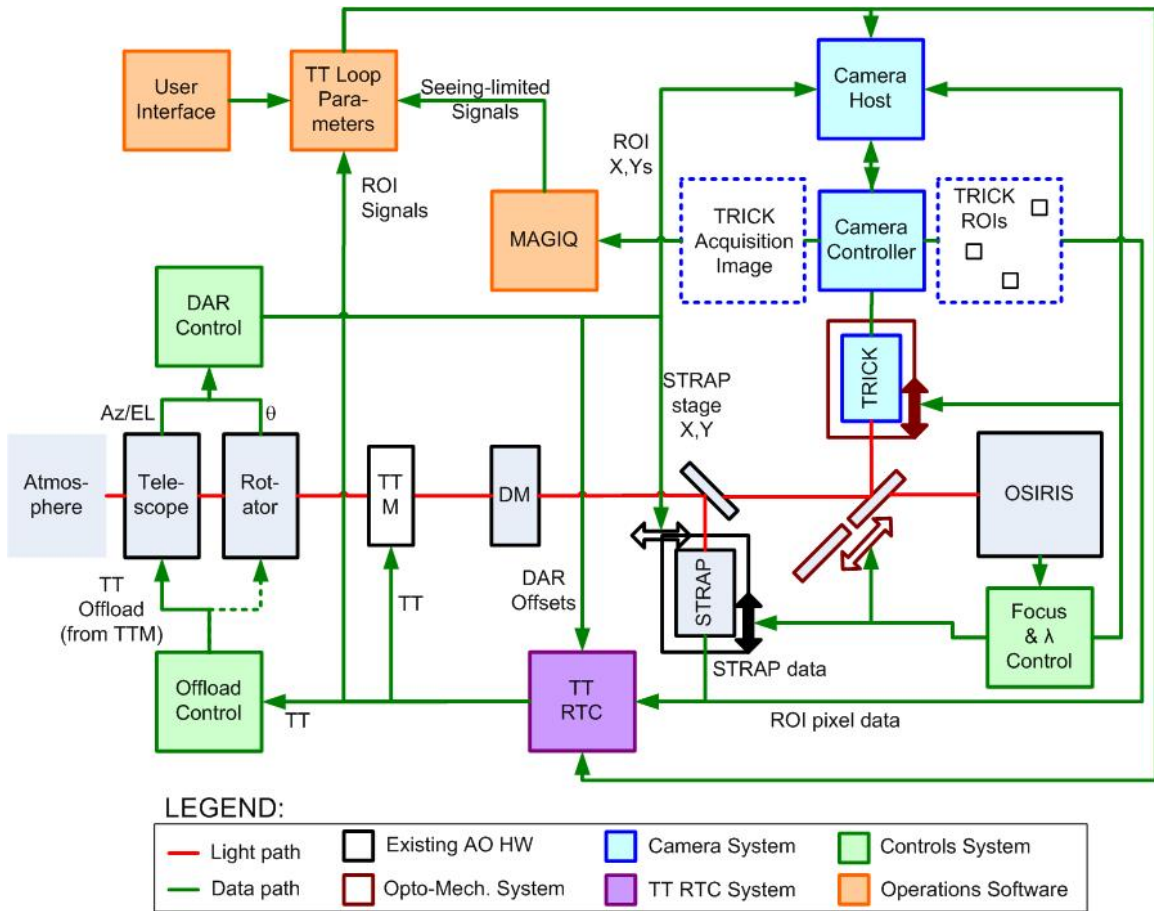 User
Interface
TT Loop
Para-
meters
Seeing-limited
Signals
Camera
Host
ROI
X,Ys
ROI
Signals
MAGIQ
TRICK
Acquisition
Image
Camera
Controller
TRICK
ROIs
DAR
Control
TRICK
STRAP
stage
X,Y
Az/EL
θ
Atmos-
phere
Tele-
scope
Rot-
ator
TT
M
DM
OSIRIS
STRAP
TT
Offload
(from TTM)
TT
DAR
Offsets
Focus
& λ
Control
STRAP data
Offload
Control
TT
TT
RTC
ROI pixel data
LEGEND:
Light path
Existing AO HW
Camera System
Controls System
Data path
Opto-Mech. System
TT RTC System
Operations Software